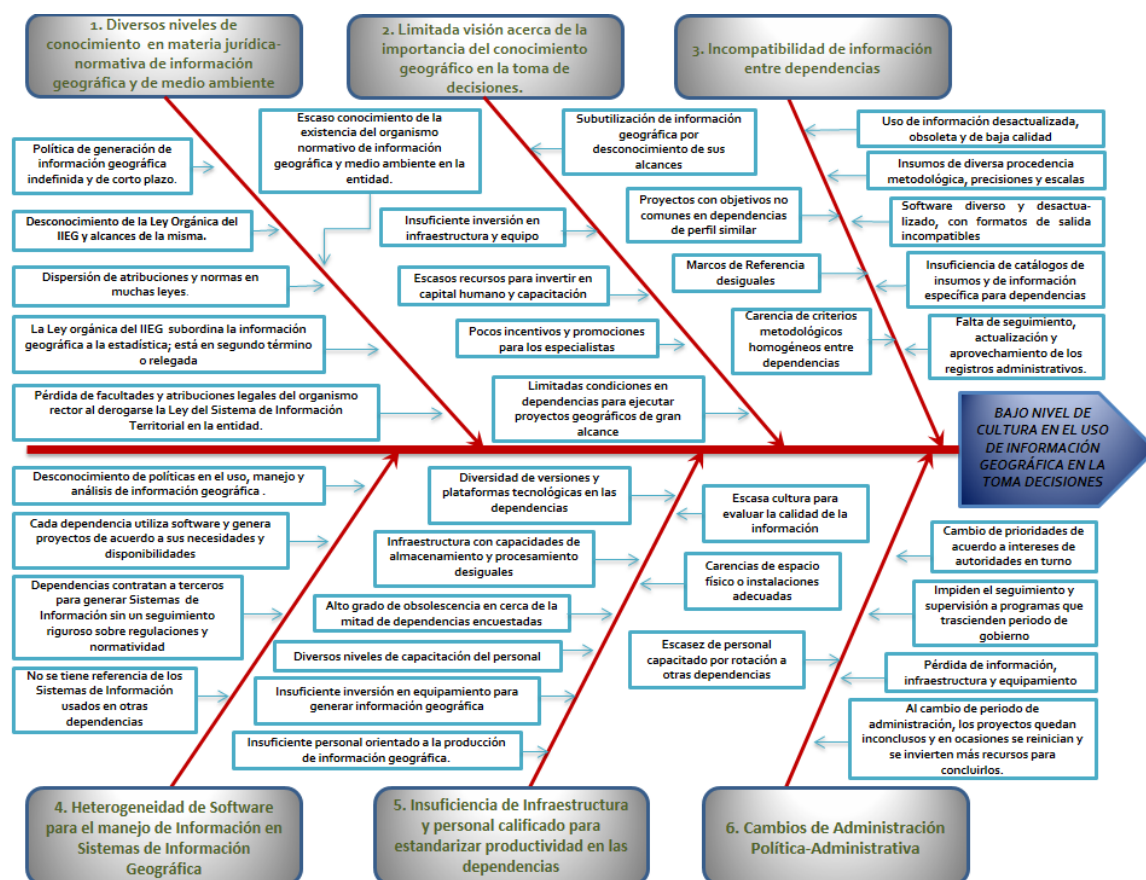 1. Diversos niveles de
conocimiento en materia jurídica-
normativa de información
geográfica y de medio ambiente
2. Limitada visión acerca de la
importancia del conocimiento
geográfico en la toma de
decisiones.
3. Incompatibilidad de información
entre dependencias
Política de generación de
información geográfica
indefinida y de corto plazo.
Escaso conocimiento de la
existencia del organismo
normativo de información
geográfica y medio ambiente en la
entidad.
Desconocimiento de la Ley Orgánica del
IIEG y alcances de la misma.
Dispersión de atribuciones y normas en
muchas leyes.
La Ley orgánica del IIEG subordina la información
geográfica a la estadística; está en segundo término
o relegada
Pérdida de facultades y atribuciones legales del organismo
rector al derogarse la Ley del Sistema de Información
Territorial en la entidad.
Subutilización de información
geográfica por
desconocimiento de sus
alcances
Insuficiente inversión en
infraestructura y equipo
Escasos recursos para invertir en
capital humano y capacitación
Pocos incentivos y promociones
para los especialistas
Limitadas condiciones en
dependencias para ejecutar
proyectos geográficos de gran
alcance
Uso de información desactualizada,
obsoleta y de baja calidad
Insumos de diversa procedencia
metodológica, precisiones y escalas
Proyectos con objetivos no
comunes en dependencias
de perfil similar
Software diverso y desactua-
lizado, con formatos de salida
incompatibles
Marcos de Referencia
desiguales
Insuficiencia de catálogos de
insumos y de información
específica para dependencias
Carencia de criterios
metodológicos
homogéneos entre
dependencias
Falta de seguimiento,
actualización y
aprovechamiento de los
registros administrativos.
BAJO NIVEL DE
CULTURA EN EL USO
DE INFORMACIÓN
GEOGRÁFICA EN LA
TOMA DECISIONES
Desconocimiento de políticas en el uso, manejo y
análisis de información geográfica .
Cada dependencia utiliza software y genera
proyectos de acuerdo a sus necesidades y
disponibilidades
Dependencias contratan a terceros
para generar Sistemas de
Información sin un seguimiento
riguroso sobre regulaciones y
normatividad
No se tiene referencia de los
Sistemas de Información
usados en otras
dependencias
Diversidad de versiones y
plataformas tecnológicas en las
dependencias
Escasa cultura para
evaluar la calidad de la
información
Infraestructura con capacidades de
almacenamiento y procesamiento
desiguales
Carencias de espacio
físico o instalaciones
adecuadas
Alto grado de obsolescencia en cerca de la
mitad de dependencias encuestadas
Diversos niveles de capacitación del personal
Insuficiente inversión en equipamiento para
generar información geográfica
Insuficiente personal orientado a la producción
de información geográfica.
Cambio de prioridades de
acuerdo a intereses de
autoridades en turno
Impiden el seguimiento y
supervisión a programas que
trascienden periodo de
gobierno
Escasez de personal
capacitado por rotación a
otras dependencias
Pérdida de información,
infraestructura y equipamiento
Al cambio de periodo de
administración, los proyectos quedan
inconclusos y en ocasiones se reinician y
se invierten más recursos para
concluirlos.
4. Heterogeneidad de Software
para el manejo de Información en
Sistemas de Información
Geográfica
5. Insuficiencia de Infraestructura
y personal calificado para
estandarizar productividad en las
dependencias
6. Cambios de Administración
Política-Administrativa